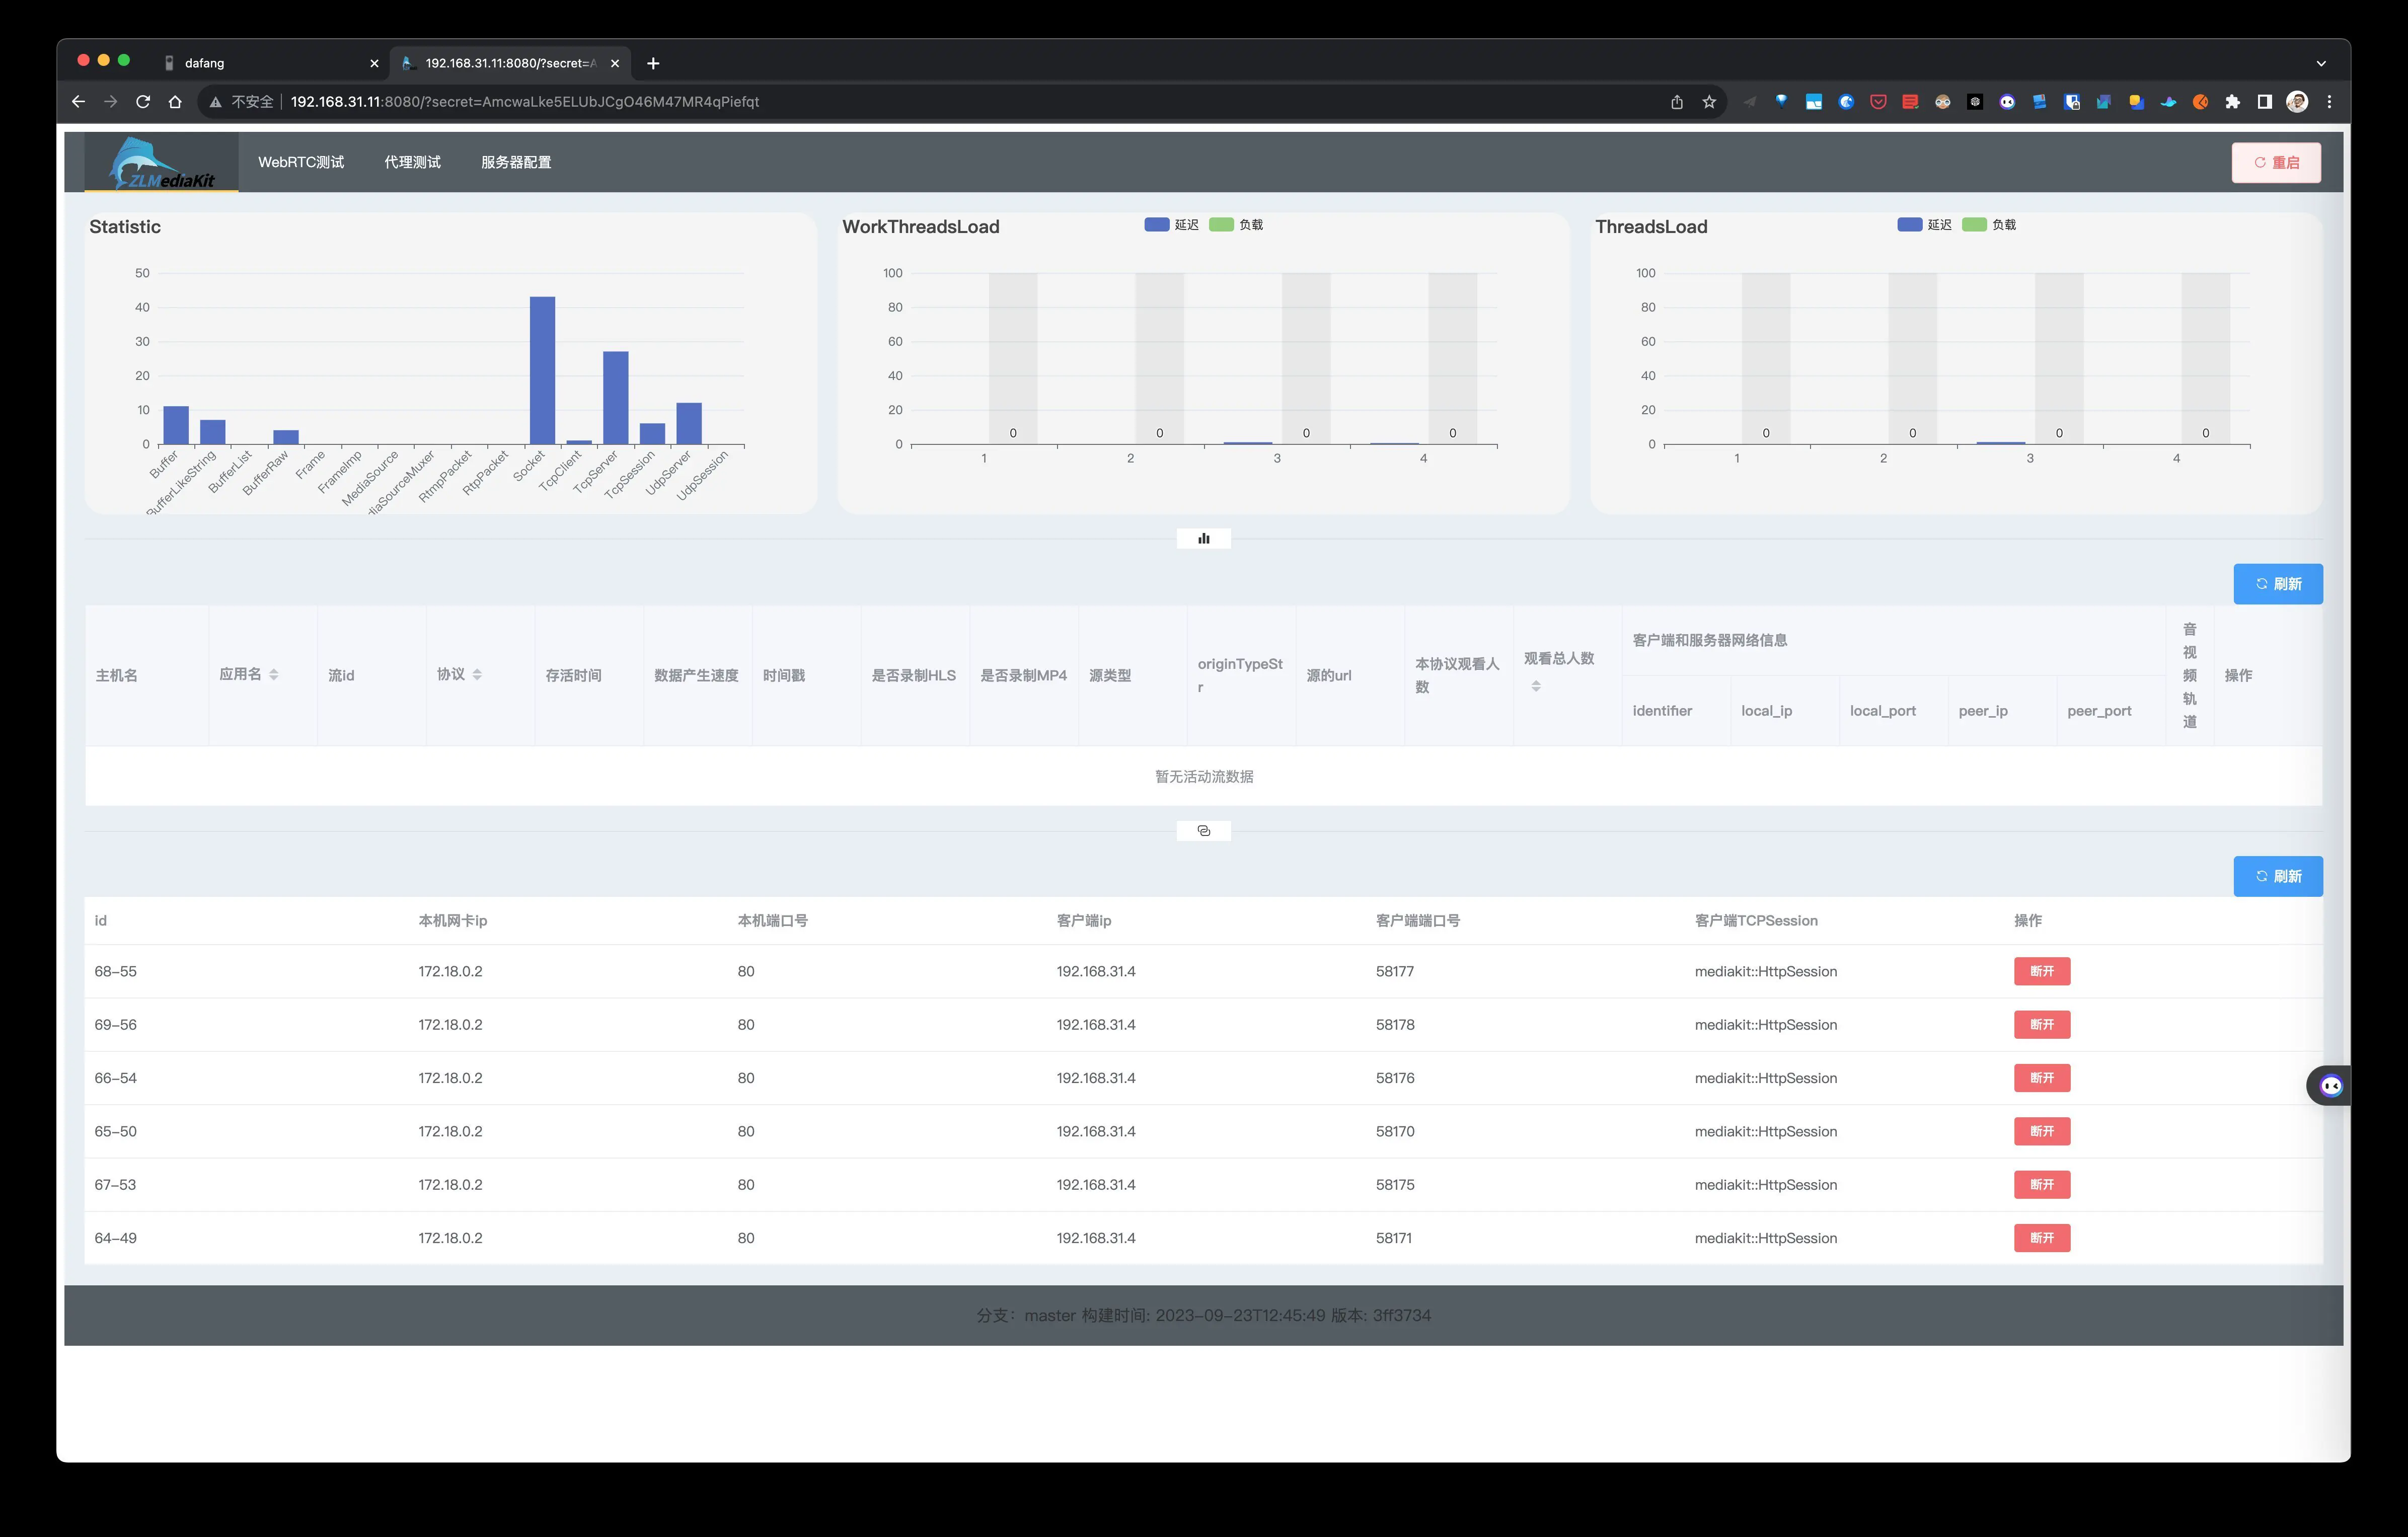 dafang
192.168.31.11:8080/?secret=A
不安全 192.168.31.11:8080/?secret=AmcwaLke5ELUbJCgO46M47MR4qPiefqt
ZLMediaKit WebRTC测试 代理测试 服务器配置 重启
Statistic
50
40
30
20
10
0
Buffer
BufferLikeString
BufferList
BufferRaw
Frame
FrameImp
MediaSource
diaSourceMuxer
RtmpPacket
RtpPacket
Socket
TcpClient
TcpServer
TcpSession
UdpServer
UdpSession
WorkThreadsLoad 延迟 负载
100
80
60
40
20
0
0 0 0 0
1 2 3 4
ThreadsLoad 延迟 负载
100
80
60
40
20
0
0 0 0 0
1 2 3 4
刷新
主机名 应用名 流id 协议 存活时间 数据产生速度 时间戳 是否录制HLS 是否录制MP4 源类型
originTypeSt
r
源的url
本协议观看人
数
观看总人数
客户端和服务器网络信息
identifier local_ip local_port peer_ip peer_port
音
视
频
轨
道
操作
暂无活动流数据
刷新
id 本机网卡ip 本机端口号 客户端ip 客户端端口号 客户端TCPSession 操作
68-55 172.18.0.2 80 192.168.31.4 58177 mediakit::HttpSession 断开
69-56 172.18.0.2 80 192.168.31.4 58178 mediakit::HttpSession 断开
66-54 172.18.0.2 80 192.168.31.4 58176 mediakit::HttpSession 断开
65-50 172.18.0.2 80 192.168.31.4 58170 mediakit::HttpSession 断开
67-53 172.18.0.2 80 192.168.31.4 58175 mediakit::HttpSession 断开
64-49 172.18.0.2 80 192.168.31.4 58171 mediakit::HttpSession 断开
分支：master 构建时间: 2023-09-23T12:45:49 版本: 3ff3734